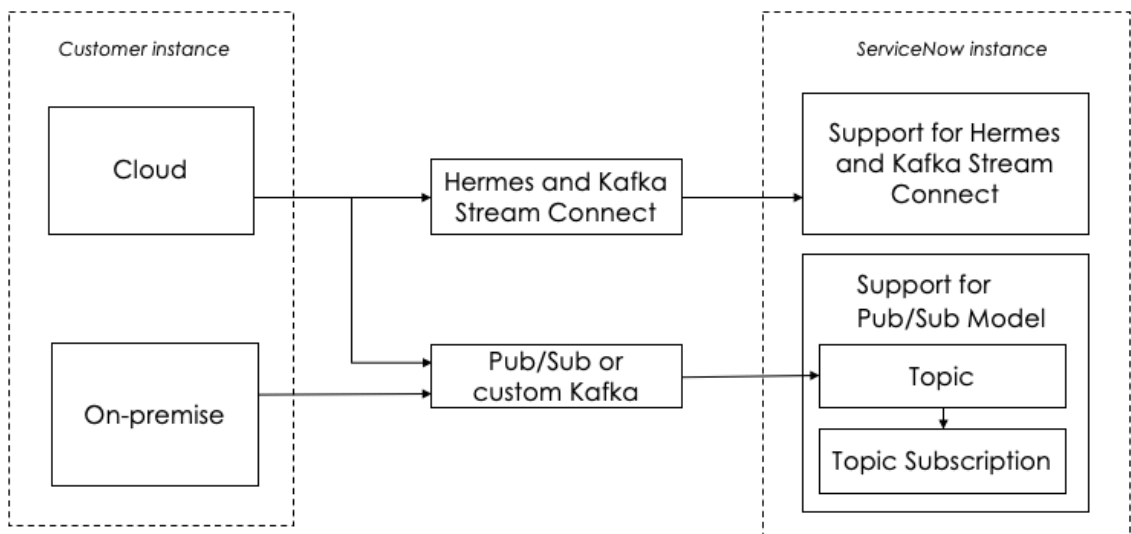 Customer instance
ServiceNow instance
Cloud
Hermes and Kafka
Stream Connect
Support for Hermes
and Kafka Stream
Connect
On-premise
Pub/Sub or
custom Kafka
Support for
Pub/Sub Model
Topic
Topic Subscription